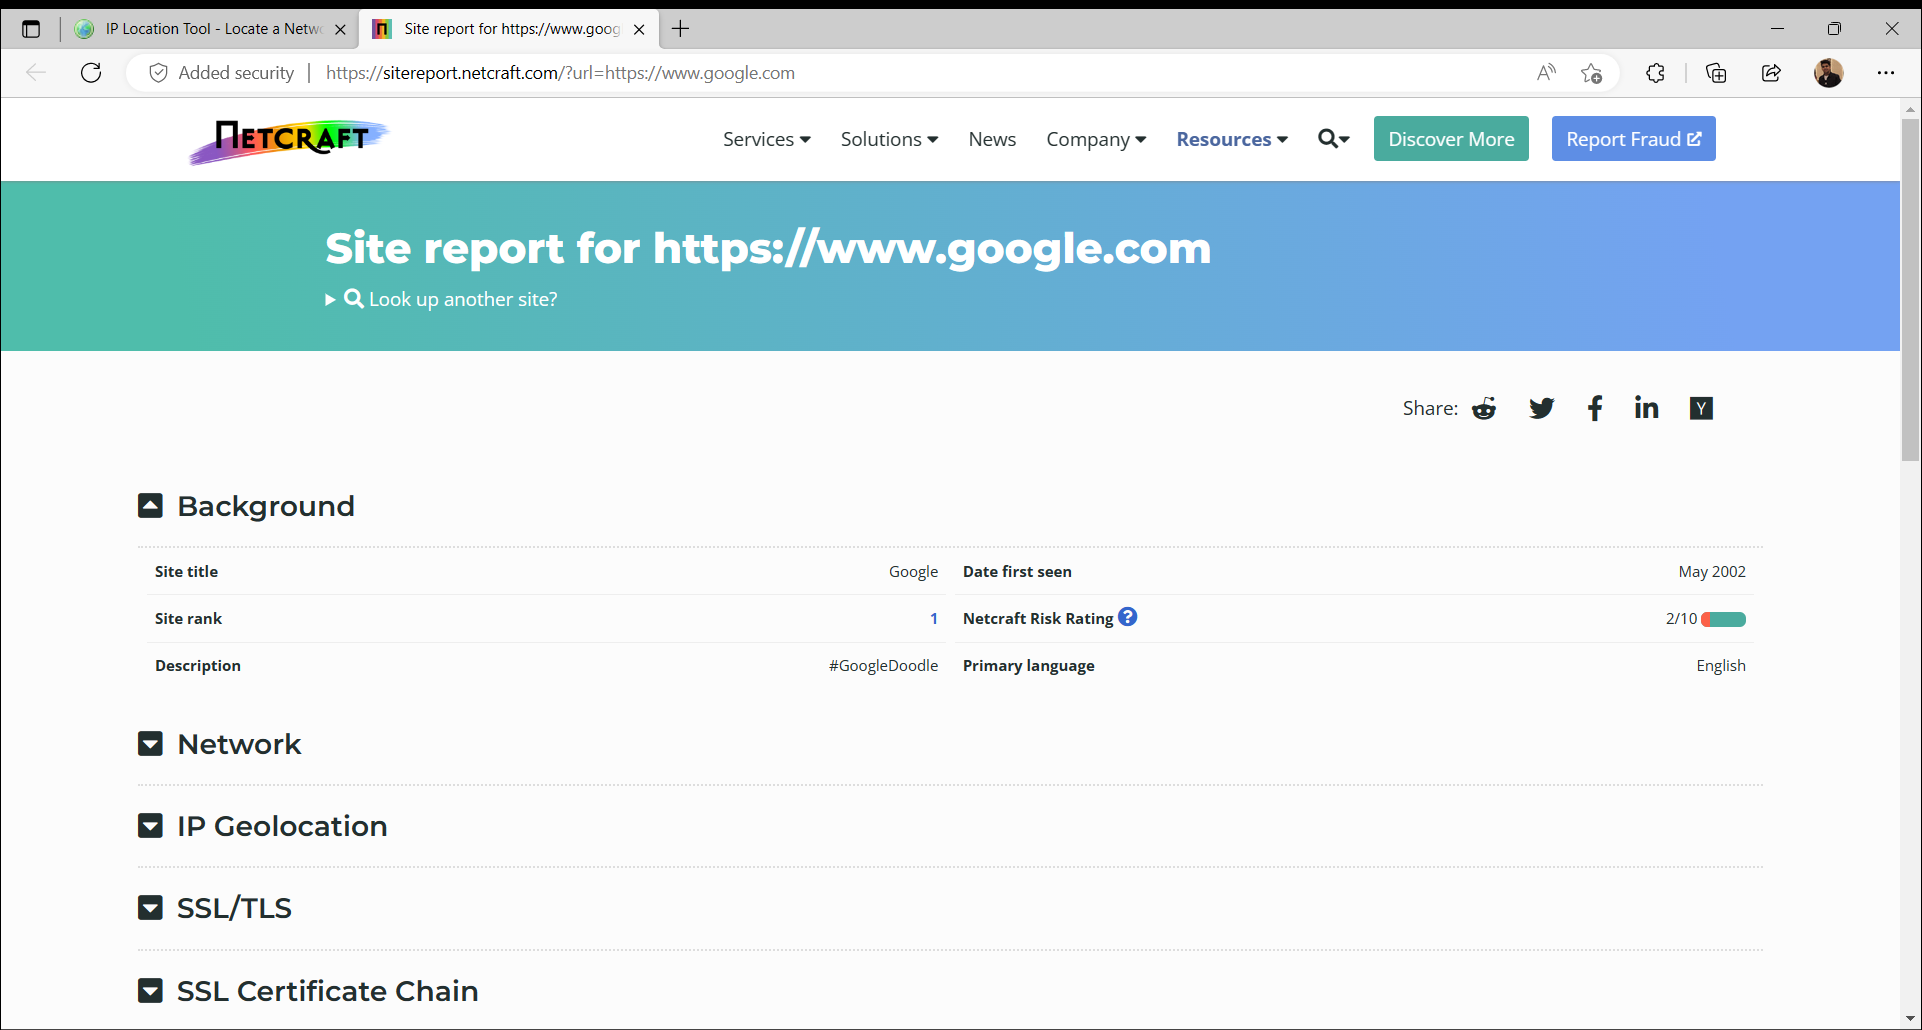 IP Location Tool - Locate a Netwo
Site report for https://www.goog
Added security | https://sitereport.netcraft.com/?url=https://www.google.com
NETCRAFT
Services Solutions News Company Resources Discover More Report Fraud
Site report for https://www.google.com
Look up another site?
Share: Y
Background
Site title Google Date first seen May 2002
Site rank 1 Netcraft Risk Rating ? 2/10
Description #GoogleDoodle Primary language English
Network
IP Geolocation
SSL/TLS
SSL Certificate Chain